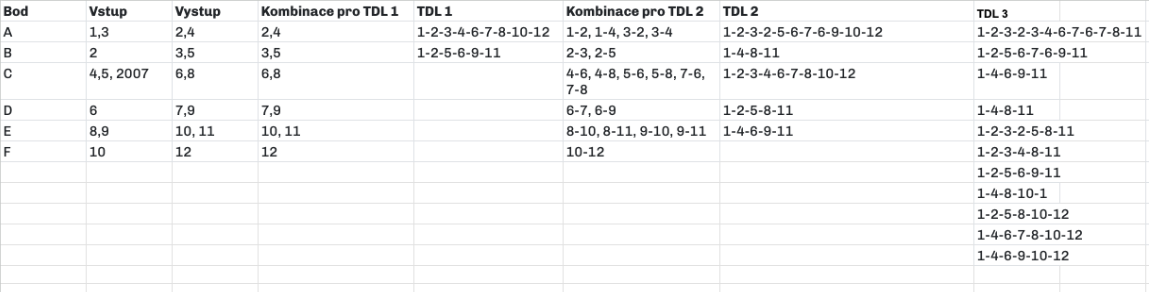 Bod Vstup Vystup Kombinace pro TDL 1 TDL 1 Kombinace pro TDL 2 TDL 2 TDL 3
A 1,3 2,4 2,4 1-2-3-4-6-7-8-10-12 1-2, 1-4, 3-2, 3-4 1-2-3-2-5-6-7-6-9-10-12 1-2-3-2-3-4-6-7-6-7-8-11
B 2 3,5 3,5 1-2-5-6-9-11 2-3, 2-5 1-4-8-11 1-2-5-6-7-6-9-11
C 4,5, 2007 6,8 6,8 4-6, 4-8, 5-6, 5-8, 7-6, 1-2-3-4-6-7-8-10-12 1-4-6-9-11
7-8
D 6 7,9 7,9 6-7, 6-9 1-2-5-8-11 1-4-8-11
E 8,9 10, 11 10, 11 8-10, 8-11, 9-10, 9-11 1-4-6-9-11 1-2-3-2-5-8-11
F 10 12 12 10-12 1-2-3-4-8-11
1-2-5-6-9-11
1-4-8-10-1
1-2-5-8-10-12
1-4-6-7-8-10-12
1-4-6-9-10-12